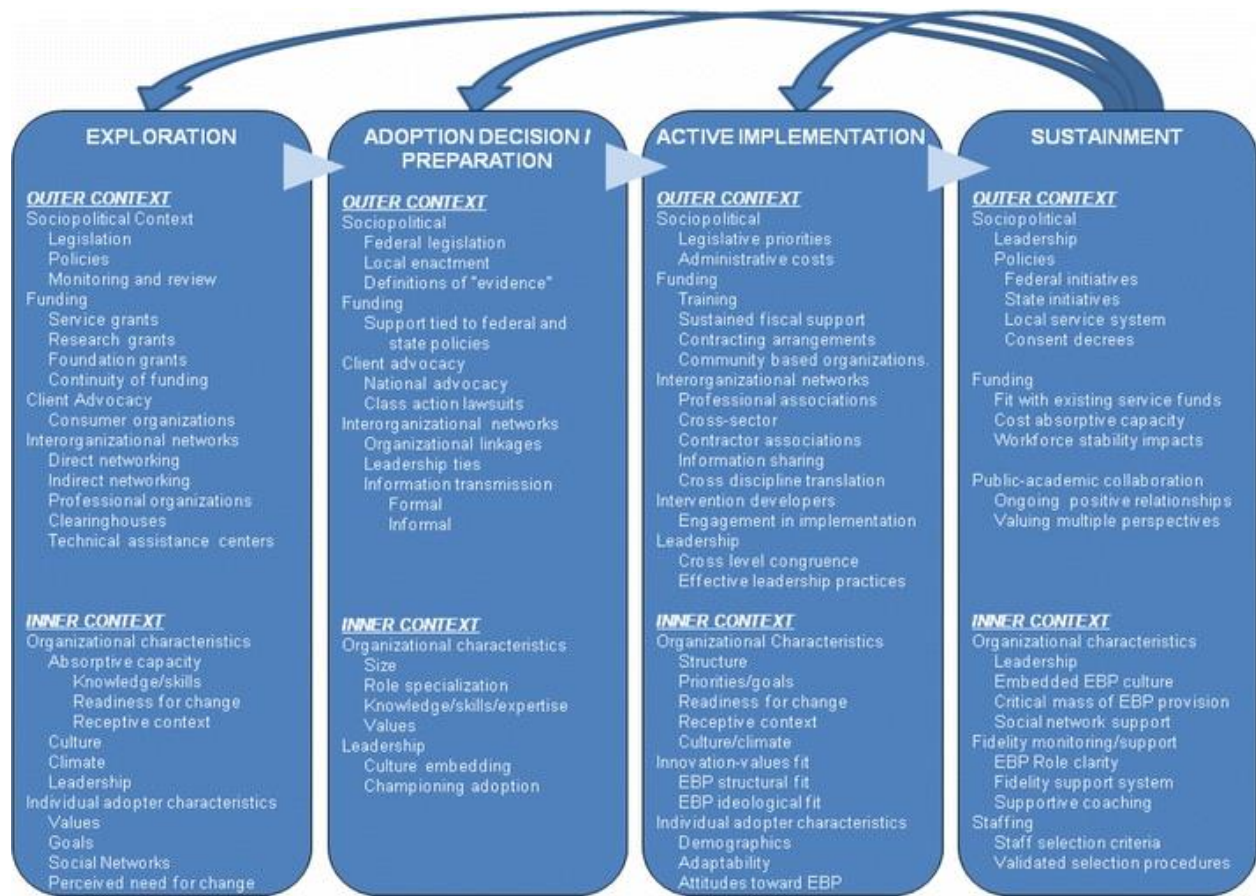 EXPLORATION
OUTER CONTEXT
Sociopolitical Context
Legislation
Policies
Monitoring and review
Funding
Service grants
Research grants
Foundation grants
Continuity of funding
Client Advocacy
Consumer organizations
Interorganizational networks
Direct networking
Indirect networking
Professional organizations
Clearinghouses
Technical assistance centers
INNER CONTEXT
Organizational characteristics
Absorptive capacity
Knowledge/skills
Readiness for change
Receptive context
Culture
Climate
Leadership
Individual adopter characteristics
Values
Goals
Social Networks
Perceived need for change
ADOPTION DECISION /
PREPARATION
OUTER CONTEXT
Sociopolitical
Federal legislation
Local enactment
Definitions of "evidence"
Funding
Support tied to federal and
state policies
Client advocacy
National advocacy
Class action lawsuits
Interorganizational networks
Organizational linkages
Leadership ties
Information transmission
Formal
Informal
INNER CONTEXT
Organizational characteristics
Size
Role specialization
Knowledge/skills/expertise
Values
Leadership
Culture embedding
Championing adoption
ACTIVE IMPLEMENTATION
OUTER CONTEXT
Sociopolitical
Legislative priorities
Administrative costs
Funding
Training
Sustained fiscal support
Contracting arrangements
Community based organizations.
Interorganizational networks
Professional associations
Cross-sector
Contractor associations
Information sharing
Cross discipline translation
Intervention developers
Engagement in implementation
Leadership
Cross level congruence
Effective leadership practices
INNER CONTEXT
Organizational Characteristics
Structure
Priorities/goals
Readiness for change
Receptive context
Culture/climate
Innovation-values fit
EBP structural fit
EBP ideological fit
Individual adopter characteristics
Demographics
Adaptability
Attitudes toward EBP
SUSTAINMENT
OUTER CONTEXT
Sociopolitical
Leadership
Policies
Federal initiatives
State initiatives
Local service system
Consent decrees
Funding
Fit with existing service funds
Cost absorptive capacity
Workforce stability impacts
Public-academic collaboration
Ongoing positive relationships
Valuing multiple perspectives
INNER CONTEXT
Organizational characteristics
Leadership
Embedded EBP culture
Critical mass of EBP provision
Social network support
Fidelity monitoring/support
EBP Role clarity
Fidelity support system
Supportive coaching
Staffing
Staff selection criteria
Validated selection procedures